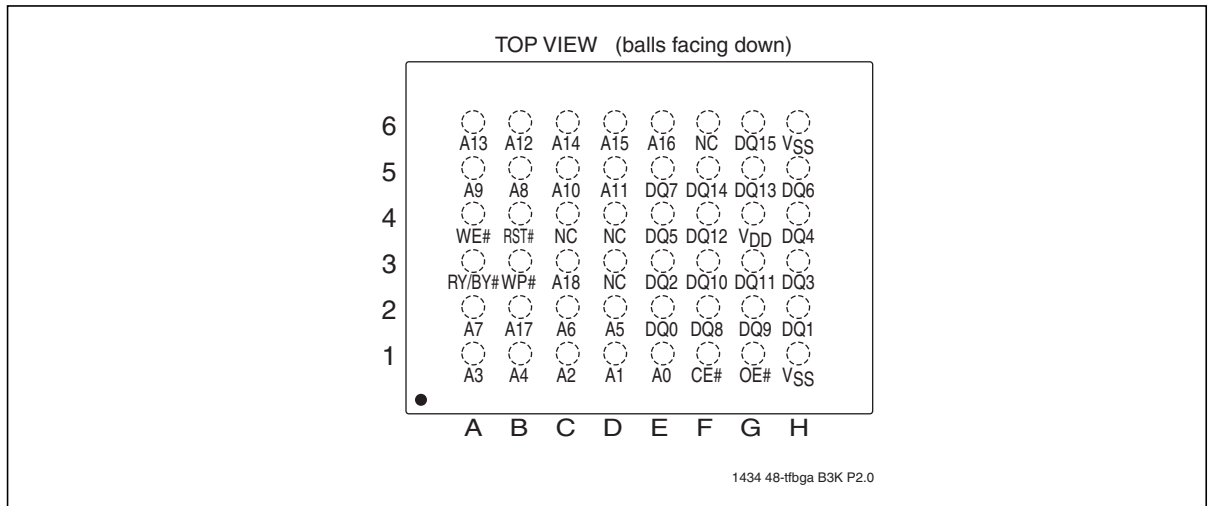 TOP VIEW (balls facing down)
6
A13 A12 A14 A15 A16 NC DQ15 VSS
5
A9 A8 A10 A11 DQ7 DQ14 DQ13 DQ6
4
WE# RST# NC NC DQ5 DQ12 VDD DQ4
3
RY/BY# WP# A18 NC DQ2 DQ10 DQ11 DQ3
2
A7 A17 A6 A5 DQ0 DQ8 DQ9 DQ1
1
A3 A4 A2 A1 A0 CE# OE# VSS
A B C D E F G H
1434 48-tfbga B3K P2.0